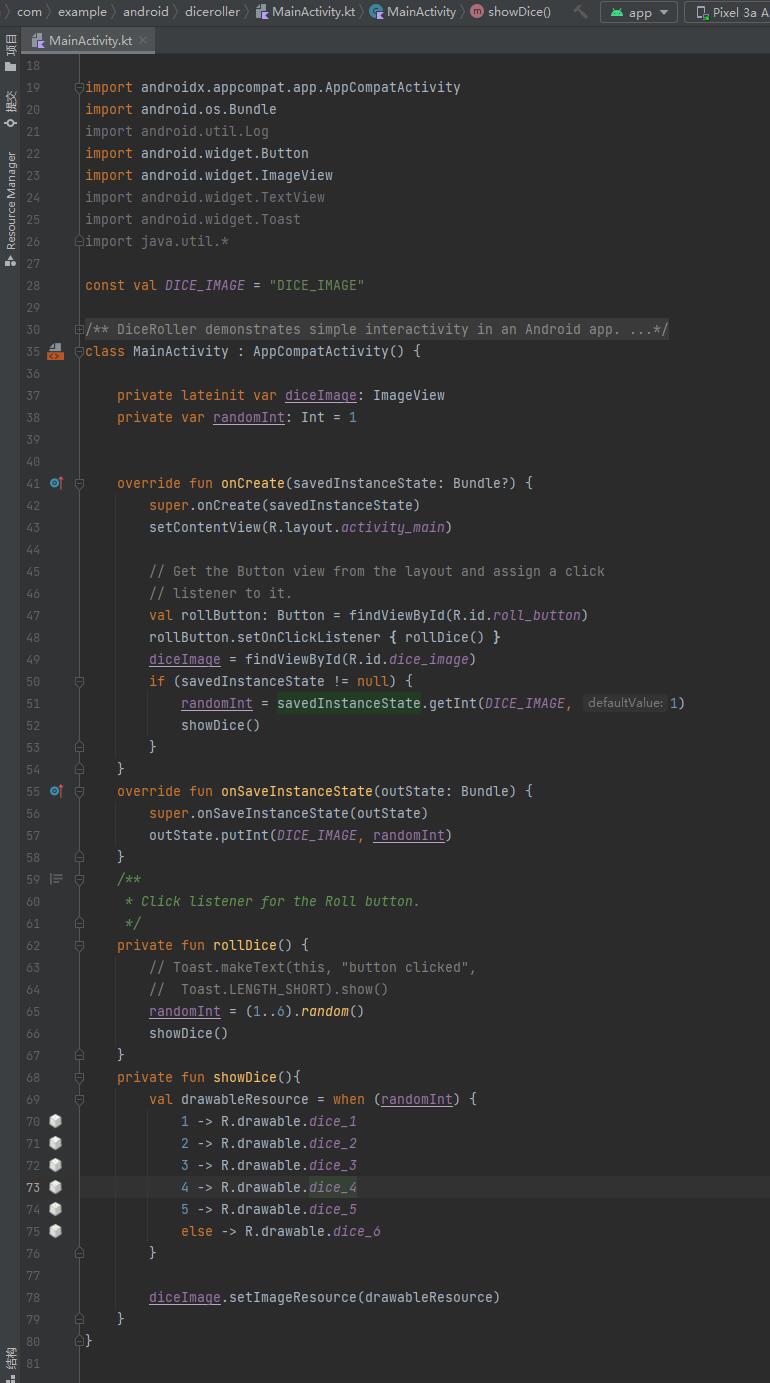 com > example > android > diceroller > MainActivity.kt > MainActivity > showDice() app Pixel 3a A
MainActivity.kt
项目
提交
Resource Manager
结构
18
19 import androidx.appcompat.app.AppCompatActivity
20 import android.os.Bundle
21 import android.util.Log
22 import android.widget.Button
23 import android.widget.ImageView
24 import android.widget.TextView
25 import android.widget.Toast
26 import java.util.*
27
28 const val DICE_IMAGE = "DICE_IMAGE"
29
30 /** DiceRoller demonstrates simple interactivity in an Android app. ...*/
35 class MainActivity : AppCompatActivity() {
36
37 private lateinit var diceImage: ImageView
38 private var randomInt: Int = 1
39
40
41 override fun onCreate(savedInstanceState: Bundle?) {
42 super.onCreate(savedInstanceState)
43 setContentView(R.layout.activity_main)
44
45 // Get the Button view from the layout and assign a click
46 // listener to it.
47 val rollButton: Button = findViewById(R.id.roll_button)
48 rollButton.setOnClickListener { rollDice() }
49 diceImage = findViewById(R.id.dice_image)
50 if (savedInstanceState != null) {
51 randomInt = savedInstanceState.getInt(DICE_IMAGE, defaultValue: 1)
52 showDice()
53 }
54 }
55 override fun onSaveInstanceState(outState: Bundle) {
56 super.onSaveInstanceState(outState)
57 outState.putInt(DICE_IMAGE, randomInt)
58 }
59 /**
60 * Click listener for the Roll button.
61 */
62 private fun rollDice() {
63 // Toast.makeText(this, "button clicked",
64 //  Toast.LENGTH_SHORT).show()
65 randomInt = (1..6).random()
66 showDice()
67 }
68 private fun showDice(){
69 val drawableResource = when (randomInt) {
70 1 -> R.drawable.dice_1
71 2 -> R.drawable.dice_2
72 3 -> R.drawable.dice_3
73 4 -> R.drawable.dice_4
74 5 -> R.drawable.dice_5
75 else -> R.drawable.dice_6
76 }
77
78 diceImage.setImageResource(drawableResource)
79 }
80 }
81